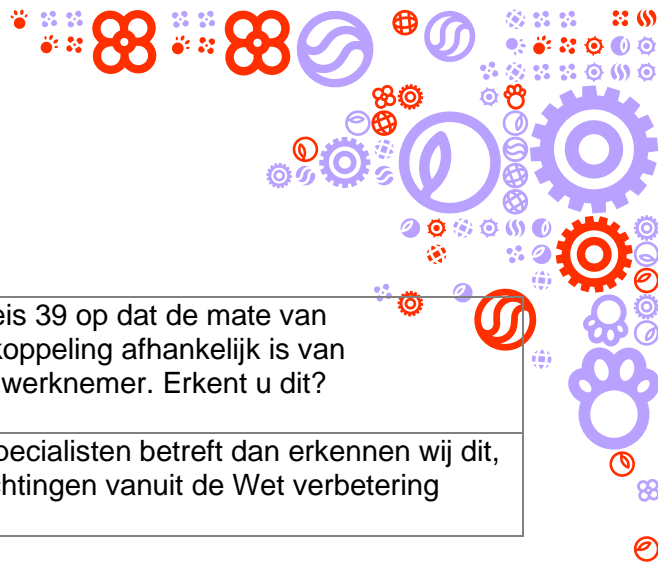 eis 39 op dat de mate van
koppeling afhankelijk is van
werknemer. Erkent u dit?
pecialisten betreft dan erkennen wij dit,
chtingen vanuit de Wet verbetering